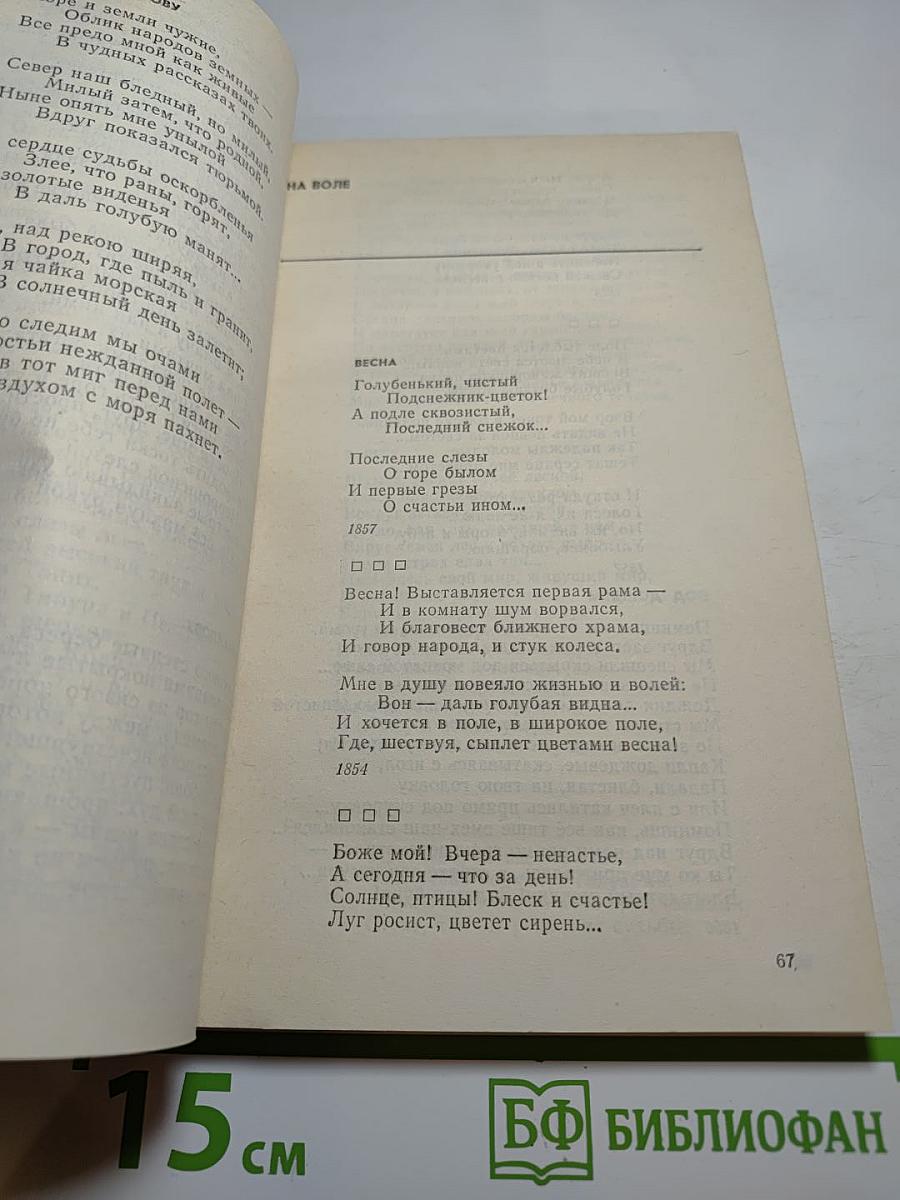 ОВУ
оре и земли чужие,
Облик народов земных —
Все предо мной как живые
В чудных рассказах твоих.
Север наш бледный, но милый,
Милый затем, что родной,
Ныне опять мне унылой
Вдруг показался тюрьмой.
сердце судьбы оскорбленья
Злее, что раны, горят,
золотые виденья
В даль голубую манят...
, над рекою ширяя,
В город, где пыль и гранит,
я чайка морская
В солнечный день залетит;
о следим мы очами
остьи нежданной полет —
в тот миг перед нами
здухом с моря пахнет.
НА ВОЛЕ
ВЕСНА
Голубенький, чистый
Подснежник-цветок!
А подле сквозистый,
Последний снежок...
Последние слезы
О горе былом
И первые грезы
О счастьи ином...
1857
Весна! Выставляется первая рама —
И в комнату шум ворвался,
И благовест ближнего храма,
И говор народа, и стук колеса.
Мне в душу повеяло жизнью и волей:
Вон — даль голубая видна...
И хочется в поле, в широкое поле,
Где, шествуя, сыплет цветами весна!
1854
Боже мой! Вчера — ненастье,
А сегодня — что за день!
Солнце, птицы! Блеск и счастье!
Луг росист, цветет сирень...
67
15 см
БФ БИБЛИОФАН